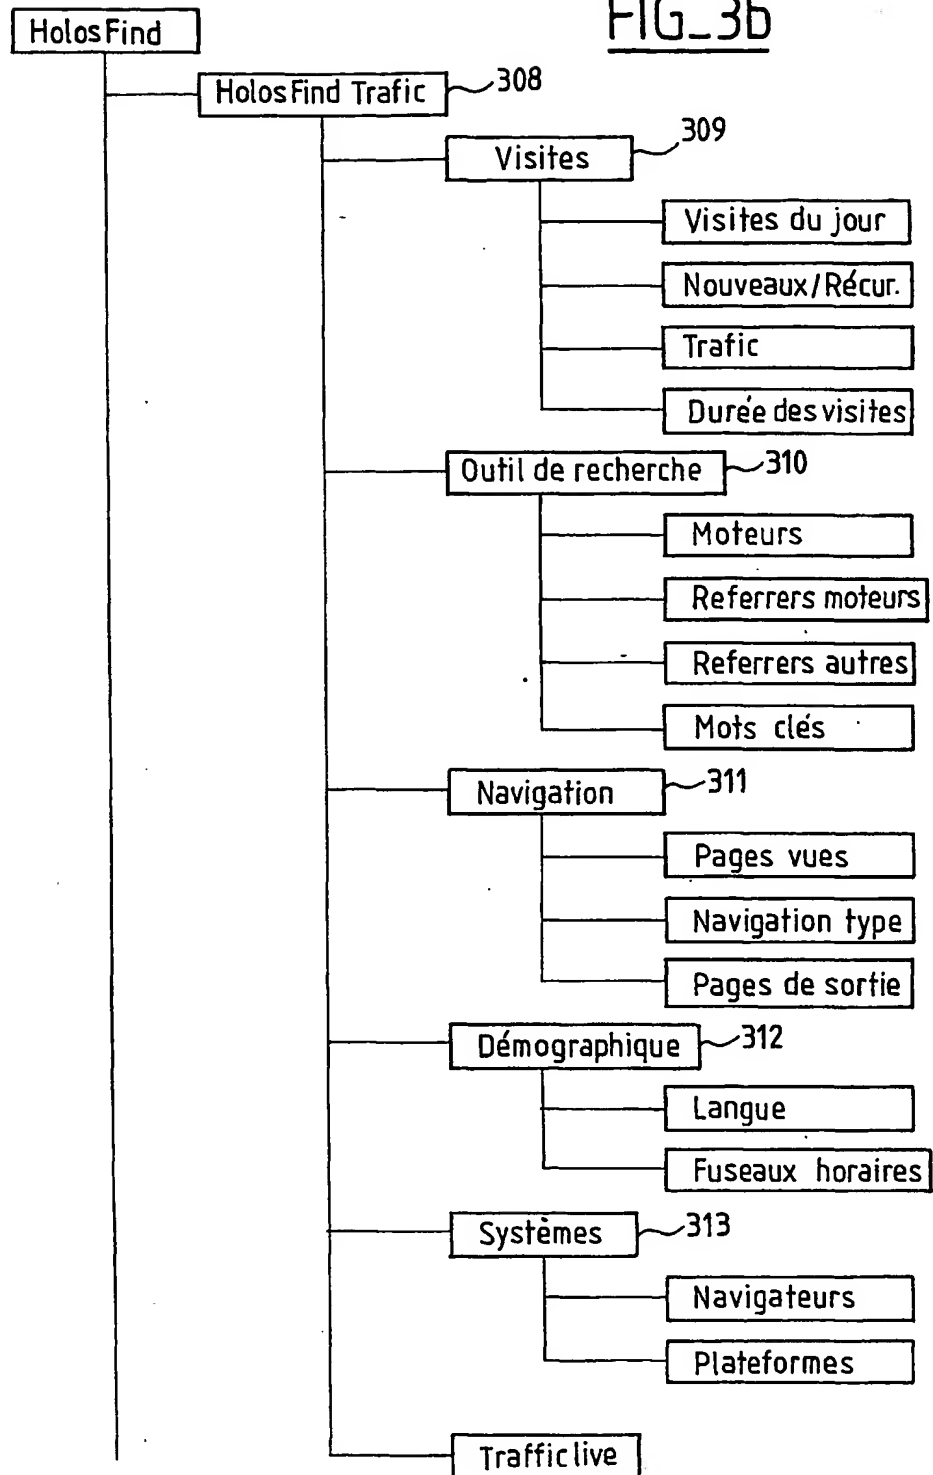 FIG_3b
HolosFind
HolosFind Trafic 308
Visites 309
Visites du jour
Nouveaux/Récur.
Trafic
Durée des visites
Outil de recherche 310
Moteurs
Referrers moteurs
Referrers autres
Mots clés
Navigation 311
Pages vues
Navigation type
Pages de sortie
Démographique 312
Langue
Fuseaux horaires
Systèmes 313
Navigateurs
Plateformes
Traffic live